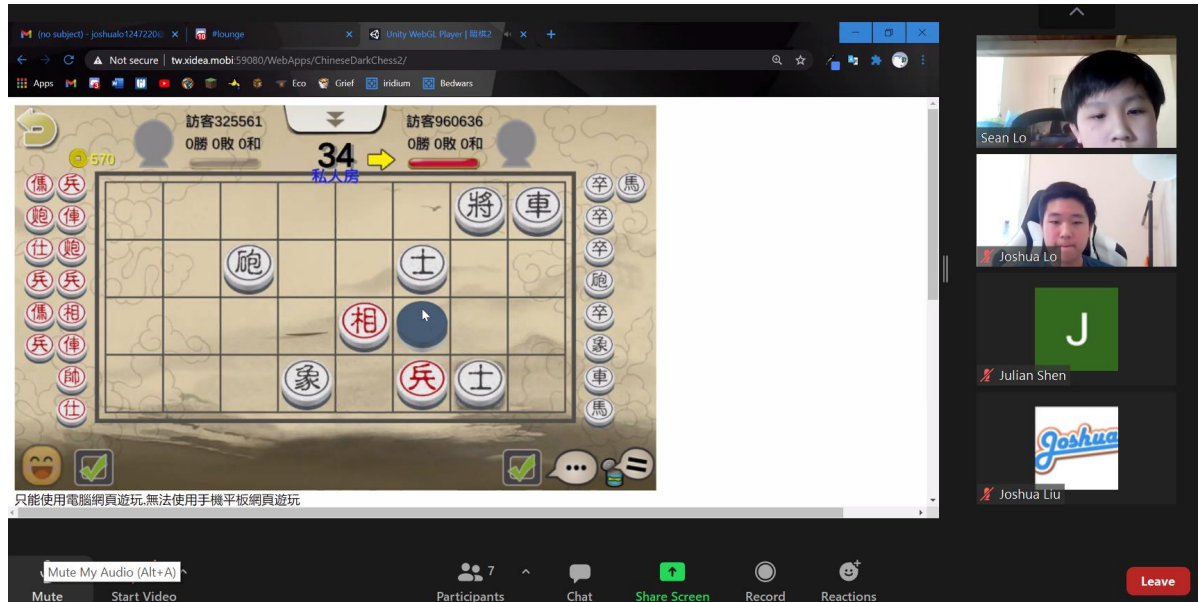 (no subject) - joshualo1247220@
#lounge
Unity WebGL Player | 暗棋2
Not secure | tw.xidea.mobi:59080/WebApps/ChineseDarkChess2/
Apps
Eco
Grief
iridium
Bedwars
訪客325561
0勝 0敗 0和
34
訪客960636
0勝 0敗 0和
570
私人房
傌 兵
炮 俥
仕 炮
兵 兵
傌 相
兵 俥
帥
仕
將 車
砲 士
相
象 兵 士
卒 馬
卒
卒
砲
卒
象
車
馬
只能使用電腦網頁遊玩,無法使用手機平板網頁遊玩
Sean Lo
Joshua Lo
J
Julian Shen
Joshua
Joshua Liu
Mute My Audio (Alt+A)
Mute
Start Video
7
Participants
Chat
Share Screen
Record
Reactions
Leave